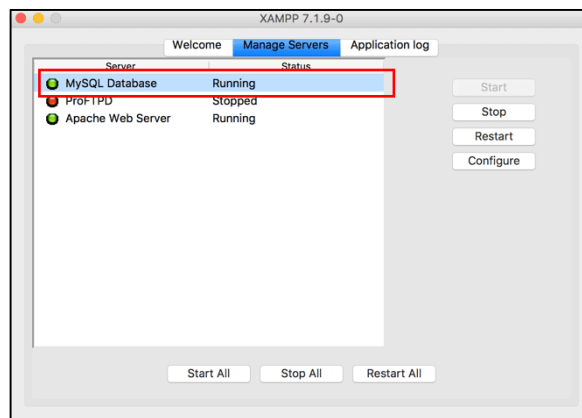 XAMPP 7.1.9-0
Welcome Manage Servers Application log
Server Status
MySQL Database Running
ProFTPD Stopped
Apache Web Server Running
Start
Stop
Restart
Configure
Start All Stop All Restart All